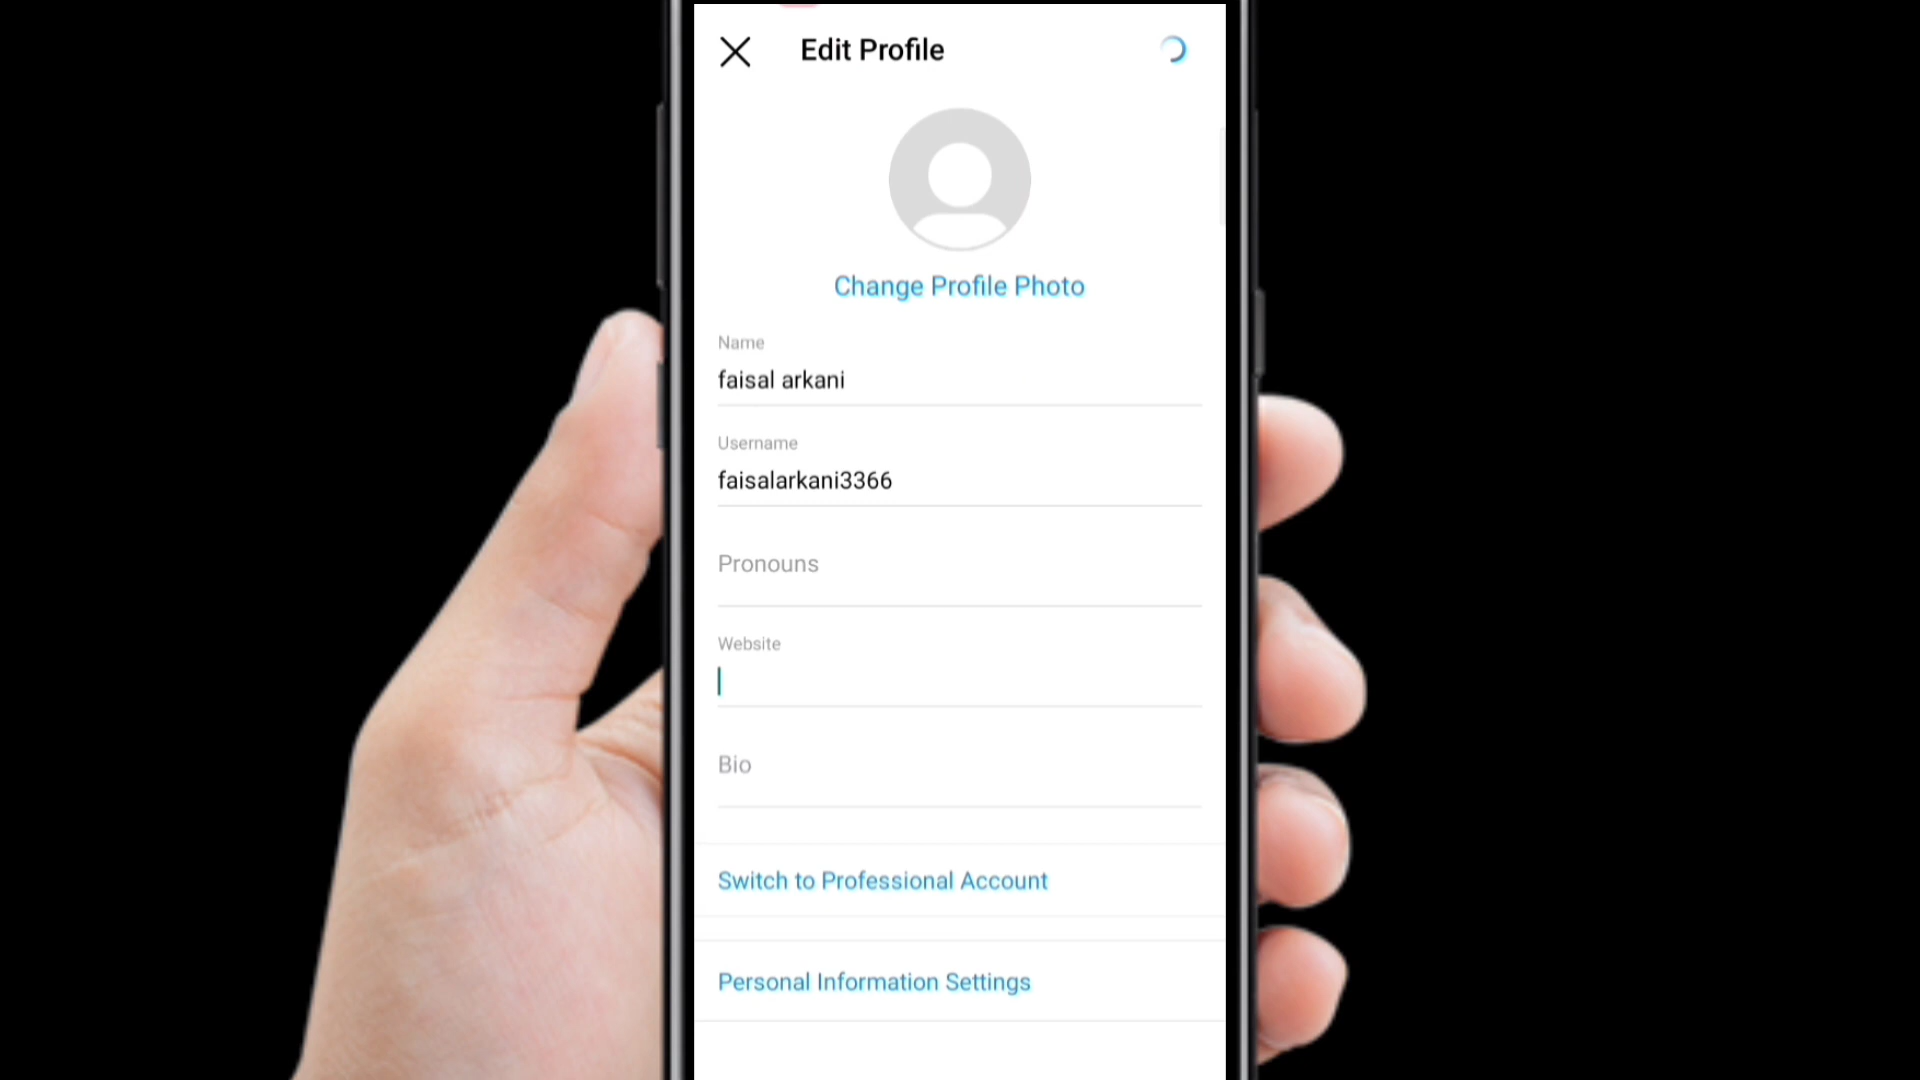 Edit Profile
Change Profile Photo
Name
faisal arkani
Username
faisalarkani3366
Pronouns
Website
Bio
Switch to Professional Account
Personal Information Settings